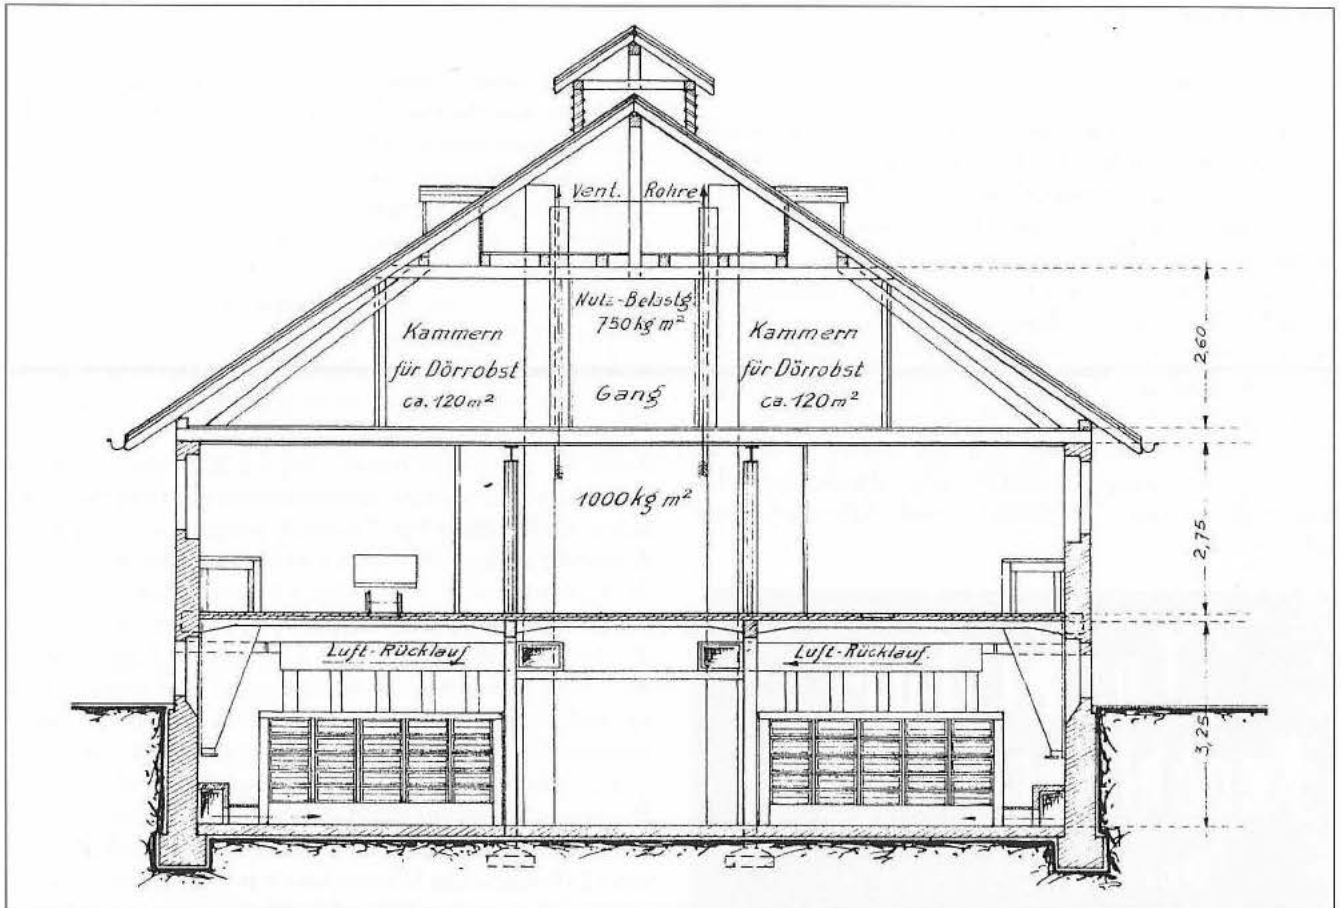 Vent. Rohre
Nutz-Belastg.
750 kg m²
Kammern
für Dörrobst
ca. 120 m²
Gang
Kammern
für Dörrobst
ca. 120 m²
2,60
1000 kg m²
2,75
Luft-Rücklauf
Luft-Rücklauf.
3,25